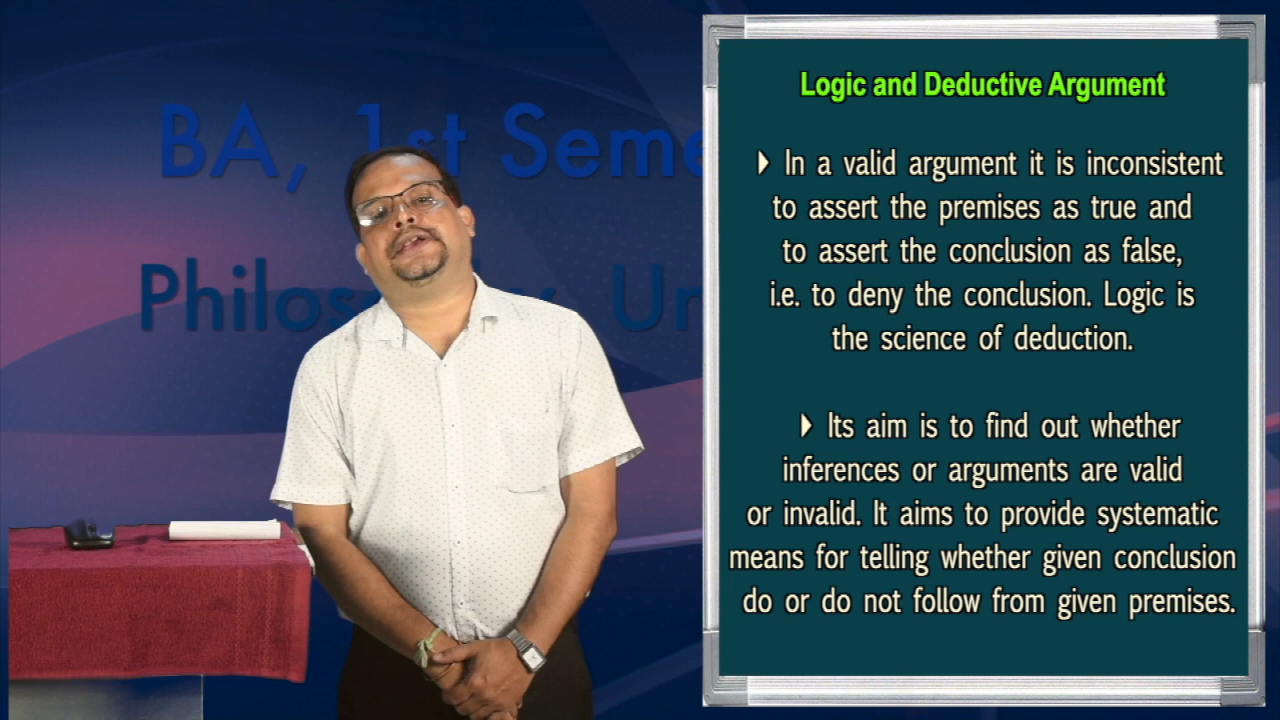 BA, 1st Seme
Logic and Deductive Argument
In a valid argument it is inconsistent
to assert the premises as true and
to assert the conclusion as false,
i.e. to deny the conclusion. Logic is
the science of deduction.
Its aim is to find out whether
inferences or arguments are valid
or invalid. It aims to provide systematic
means for telling whether given conclusion
do or do not follow from given premises.